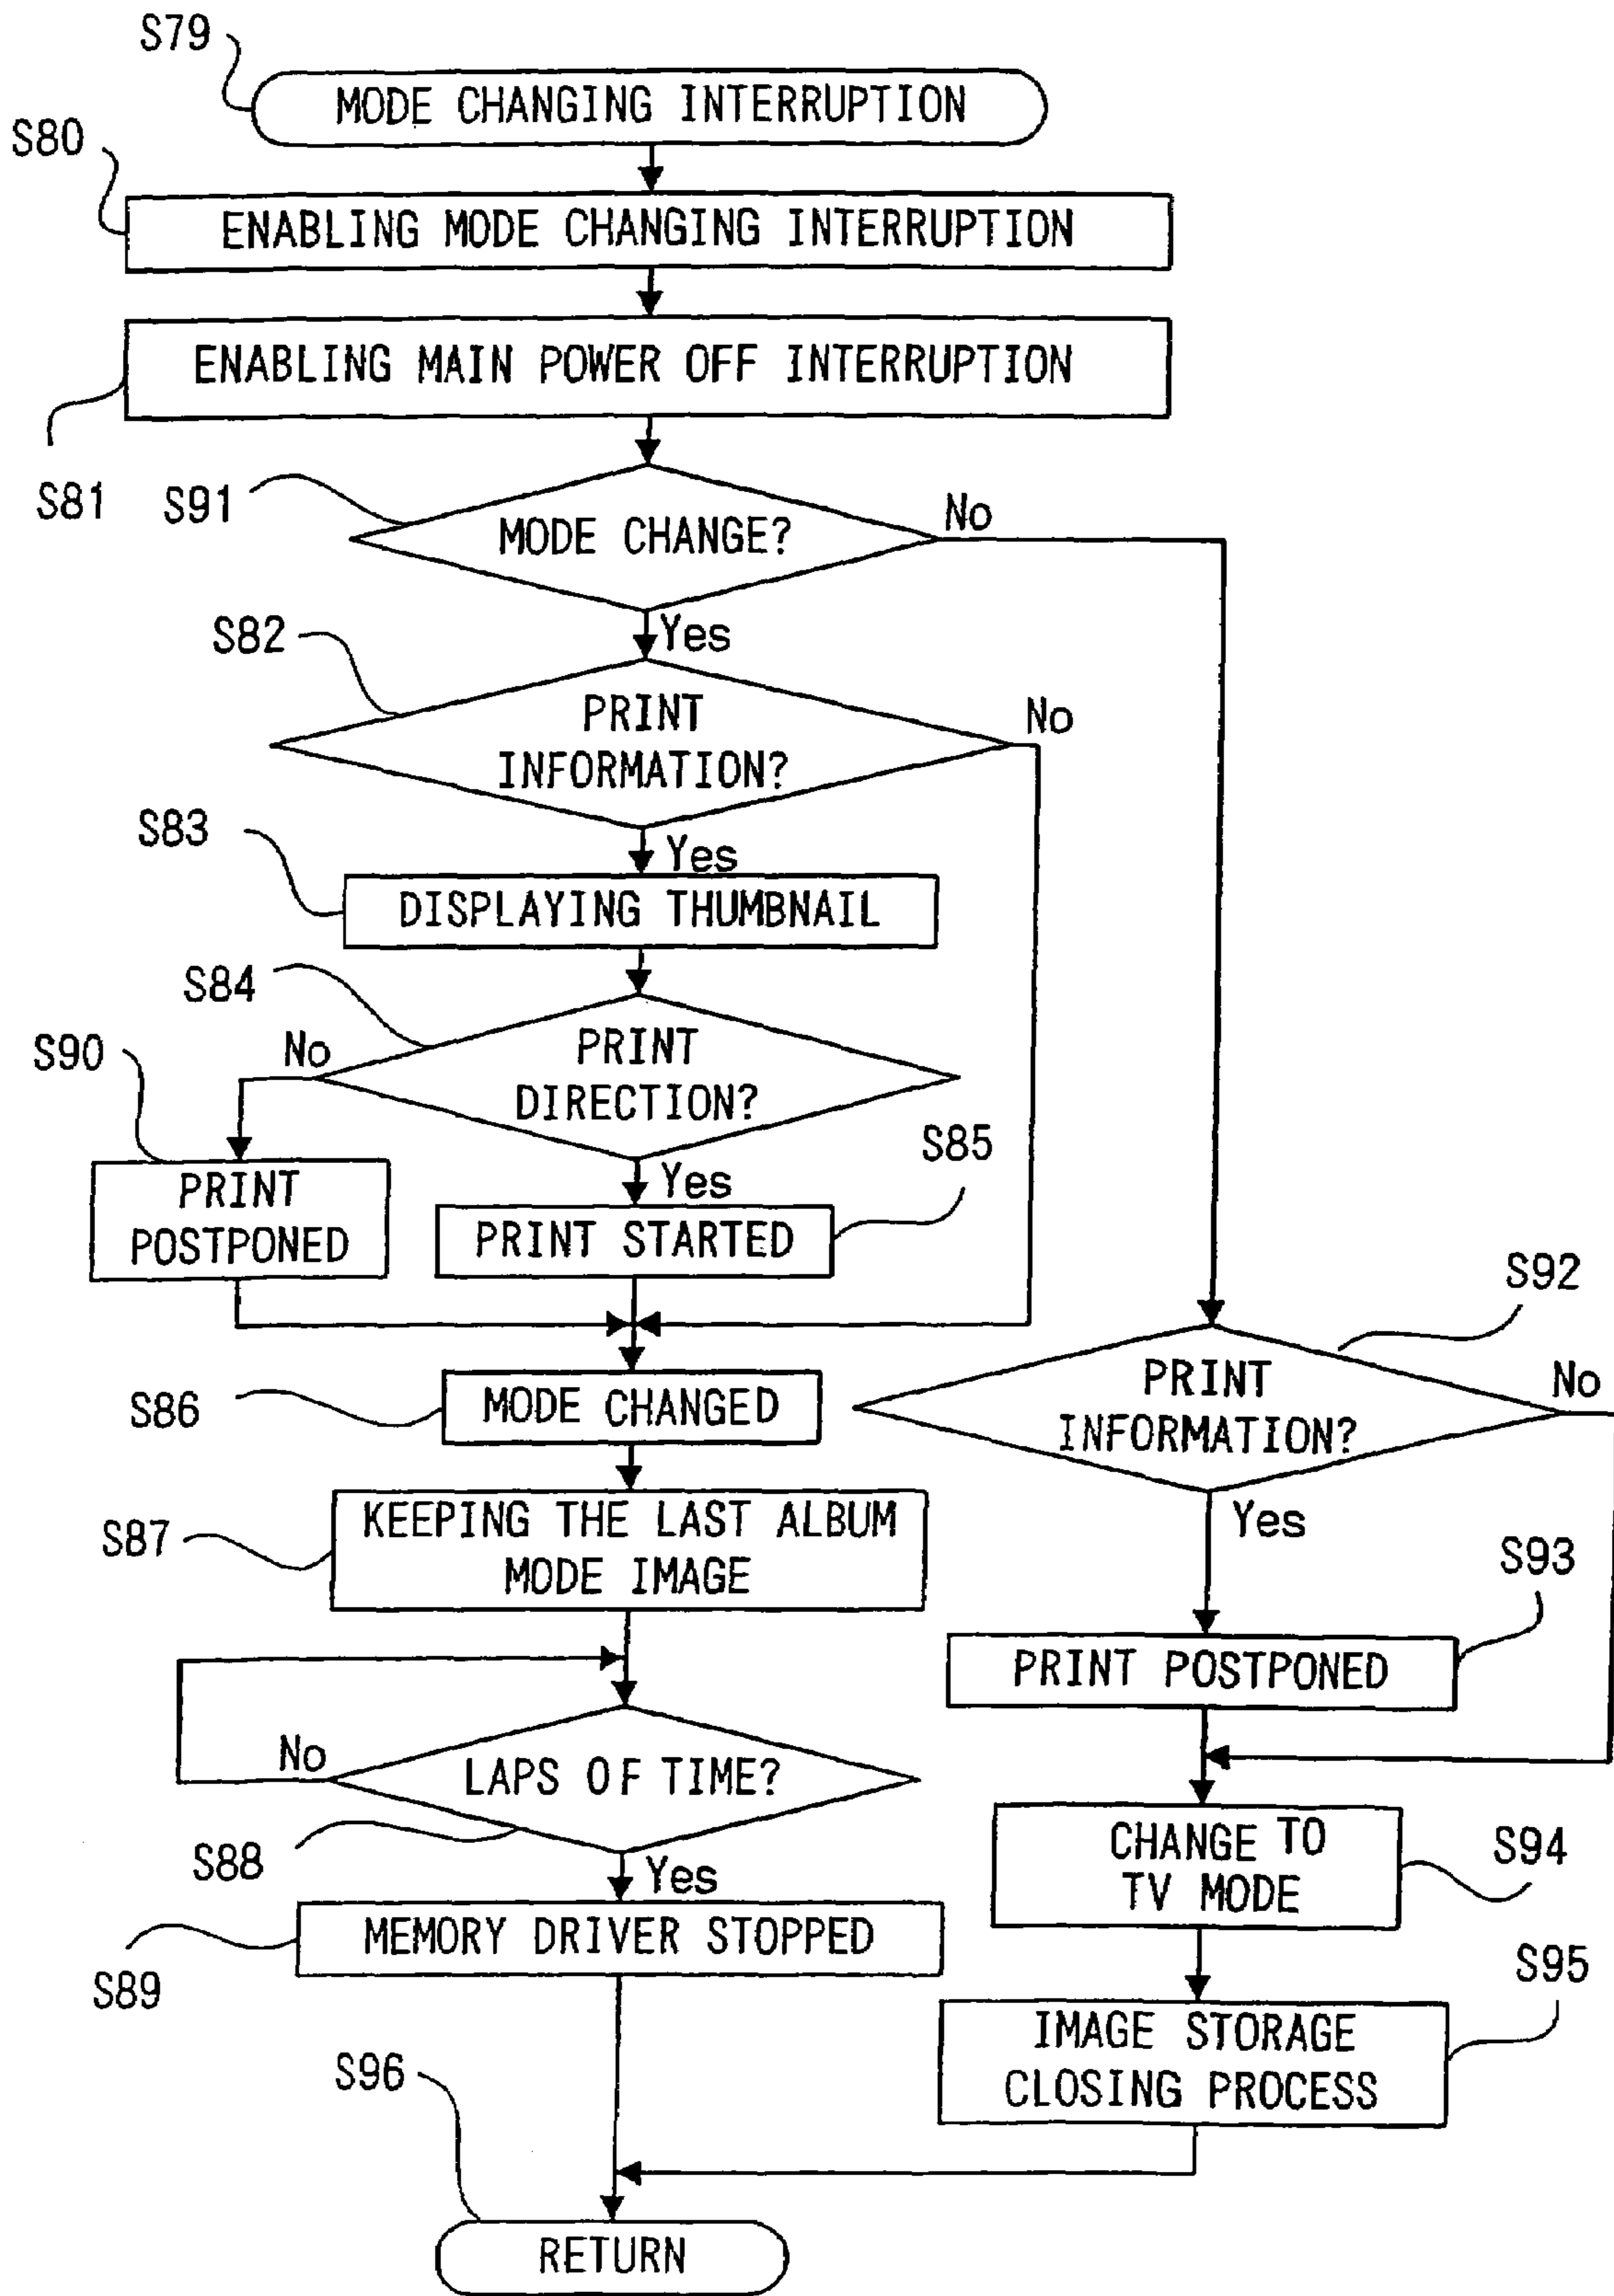 S79
MODE CHANGING INTERRUPTION
S80
ENABLING MODE CHANGING INTERRUPTION
ENABLING MAIN POWER OFF INTERRUPTION
S81
S91
MODE CHANGE?
No
Yes
S82
PRINT
INFORMATION?
No
Yes
S83
DISPLAYING THUMBNAIL
S84
PRINT
DIRECTION?
No
S90
PRINT
POSTPONED
Yes
S85
PRINT STARTED
S86
MODE CHANGED
S87
KEEPING THE LAST ALBUM
MODE IMAGE
No
LAPS OF TIME?
S88
Yes
MEMORY DRIVER STOPPED
S89
S92
PRINT
INFORMATION?
No
Yes
S93
PRINT POSTPONED
CHANGE TO
TV MODE
S94
S95
IMAGE STORAGE
CLOSING PROCESS
S96
RETURN